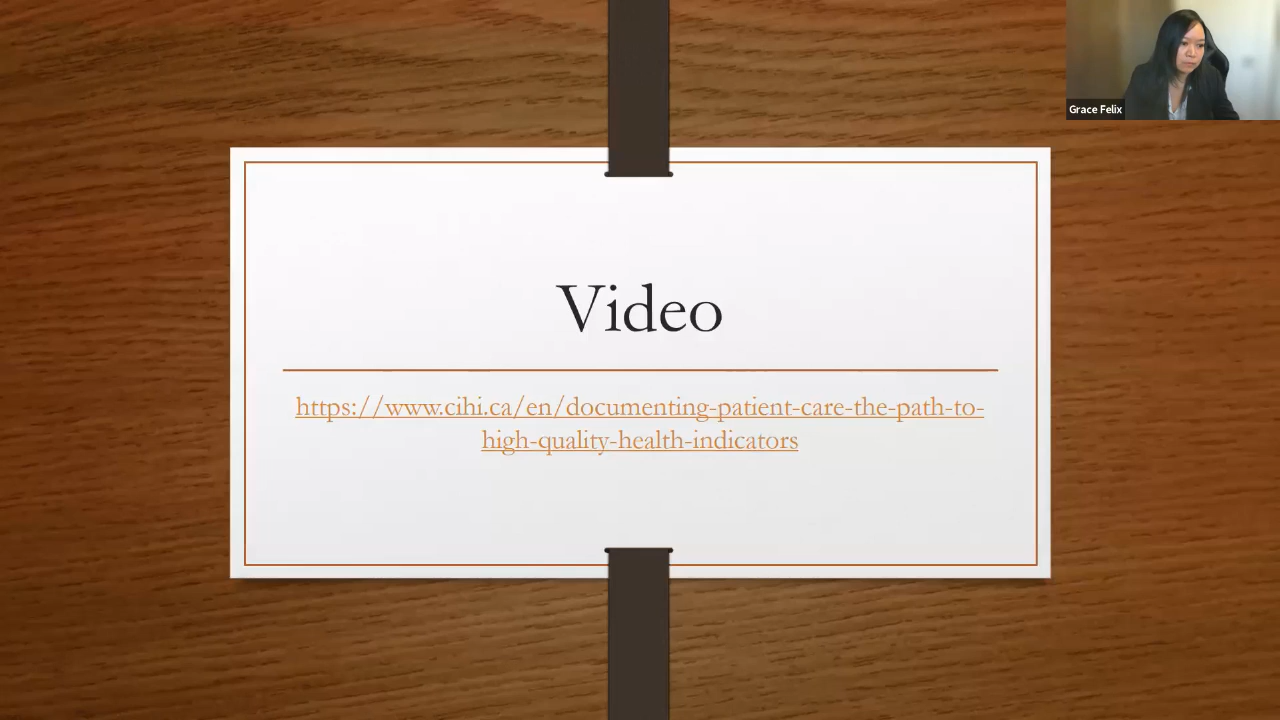 Grace Felix
Video
https://www.cihi.ca/en/documenting-patient-care-the-path-to-
high-quality-health-indicators